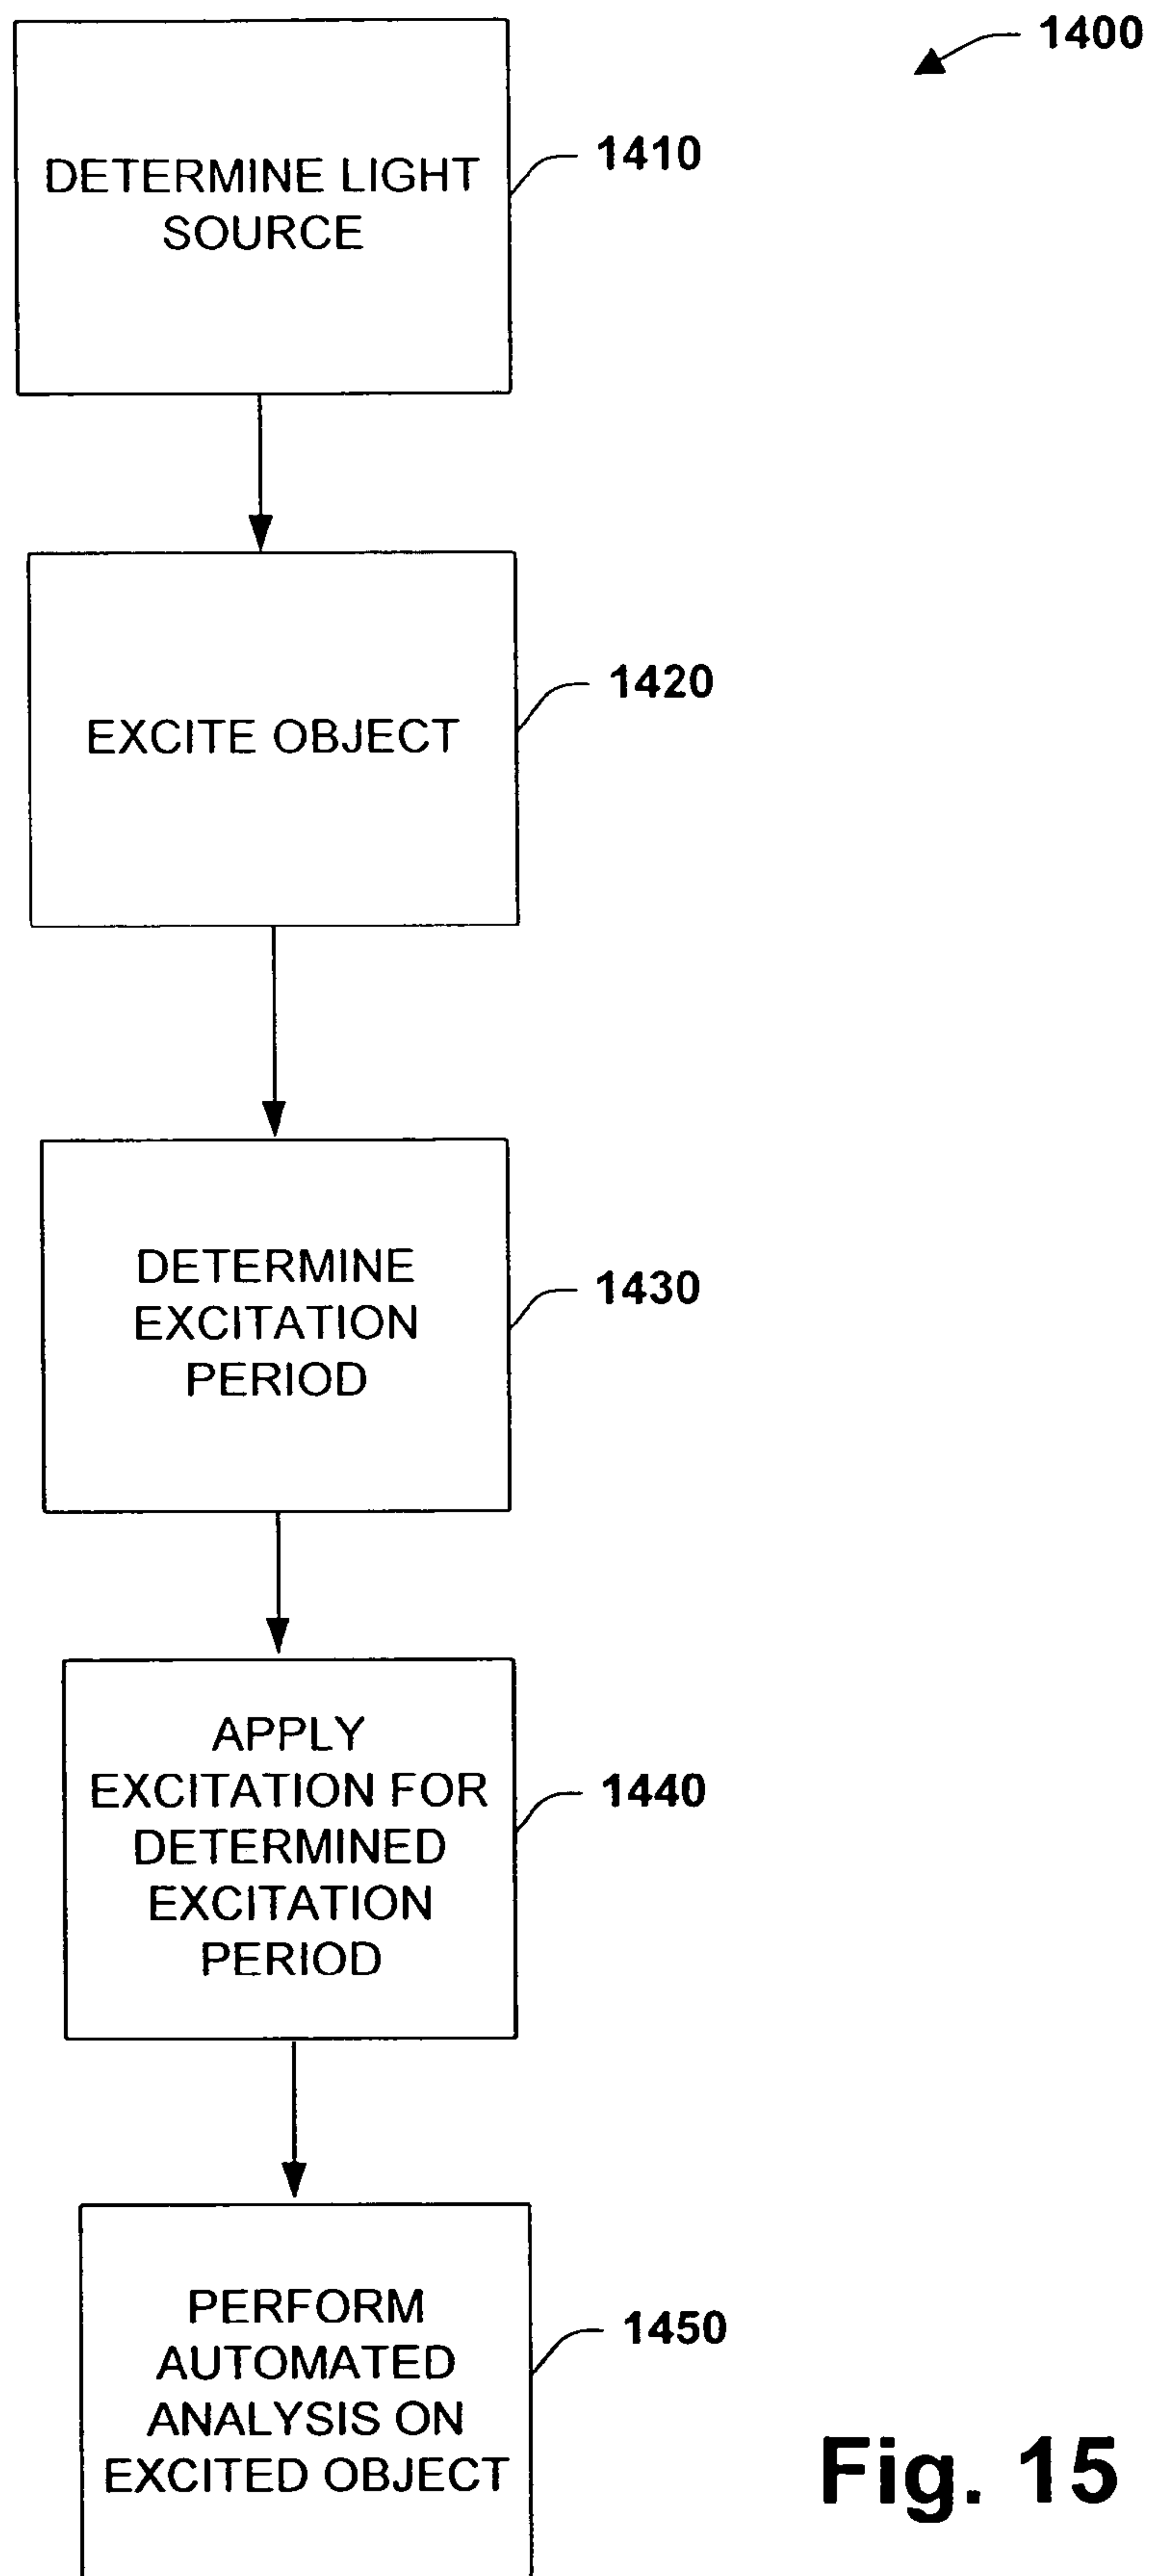 1400
DETERMINE LIGHT
SOURCE
1410
EXCITE OBJECT
1420
DETERMINE
EXCITATION
PERIOD
1430
APPLY
EXCITATION FOR
DETERMINED
EXCITATION
PERIOD
1440
PERFORM
AUTOMATED
ANALYSIS ON
EXCITED OBJECT
1450
Fig. 15